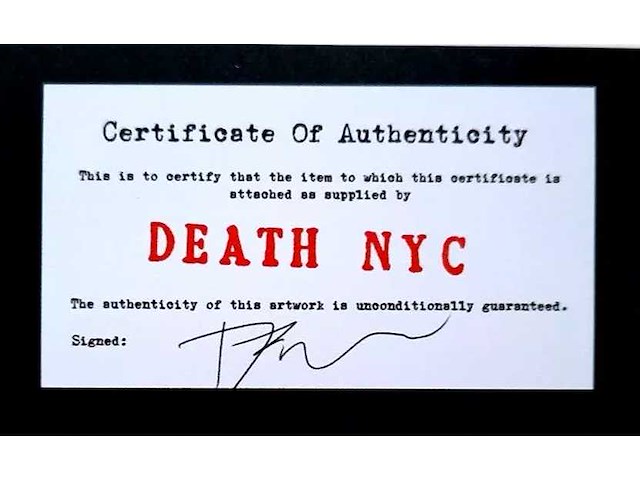 Certificate Of Authenticity
This is to certify that the item to which this certificate is
attached as supplied by
DEATH NYC
The authenticity of this artwork is unconditionally guaranteed.
Signed: